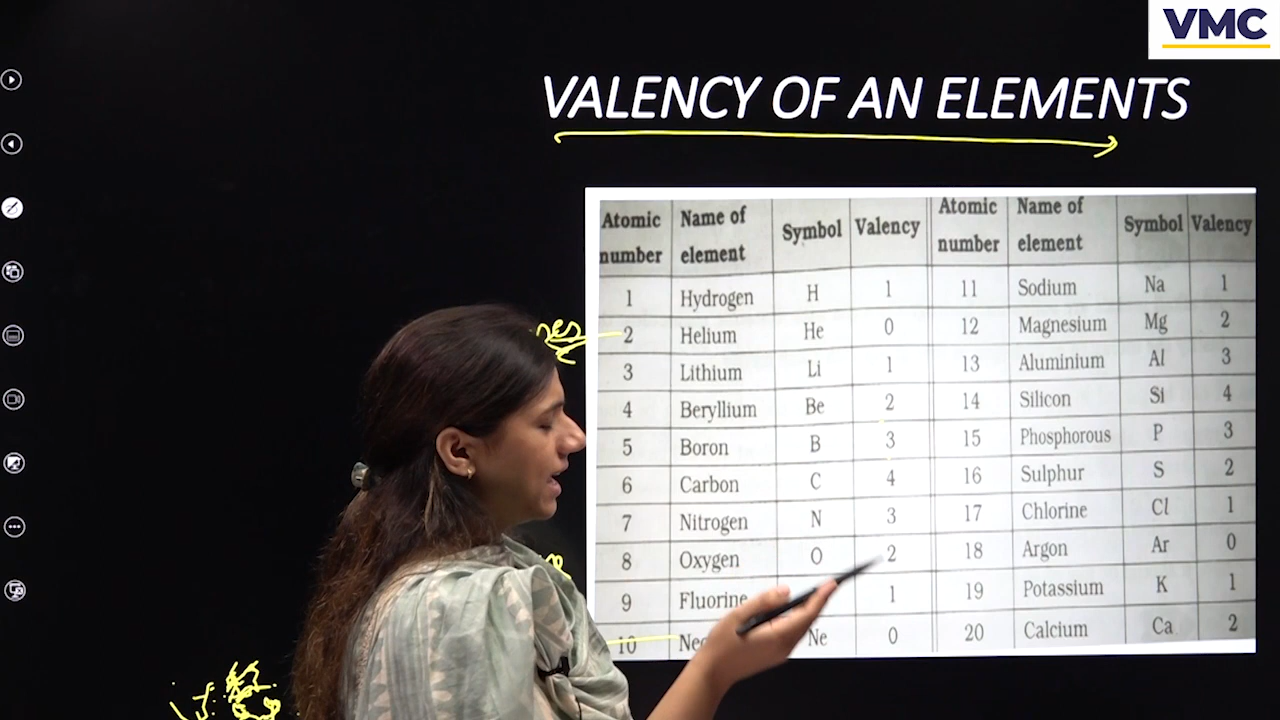 VMC
VALENCY OF AN ELEMENTS
Atomic number Name of element Symbol Valency Atomic number Name of element Symbol Valency
1 Hydrogen H 1 11 Sodium Na 1
2 Helium He 0 12 Magnesium Mg 2
3 Lithium Li 1 13 Aluminium Al 3
4 Beryllium Be 2 14 Silicon Si 4
5 Boron B 3 15 Phosphorous P 3
6 Carbon C 4 16 Sulphur S 2
7 Nitrogen N 3 17 Chlorine Cl 1
8 Oxygen O 2 18 Argon Ar 0
9 Fluorine 1 19 Potassium K 1
10 Ne 0 20 Calcium Ca 2